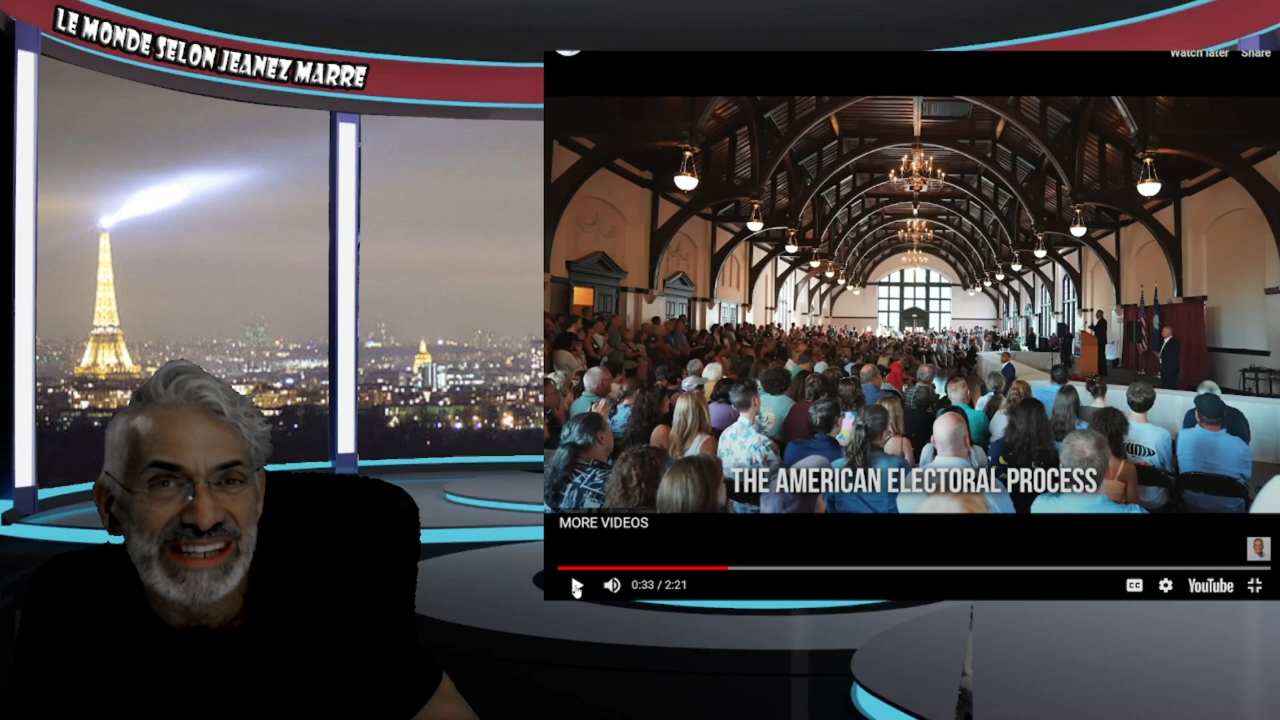 LE MONDE SELON JEANEZ MARRE
Watch later Share
THE AMERICAN ELECTORAL PROCESS
MORE VIDEOS
0:33 / 2:21
CC
YouTube